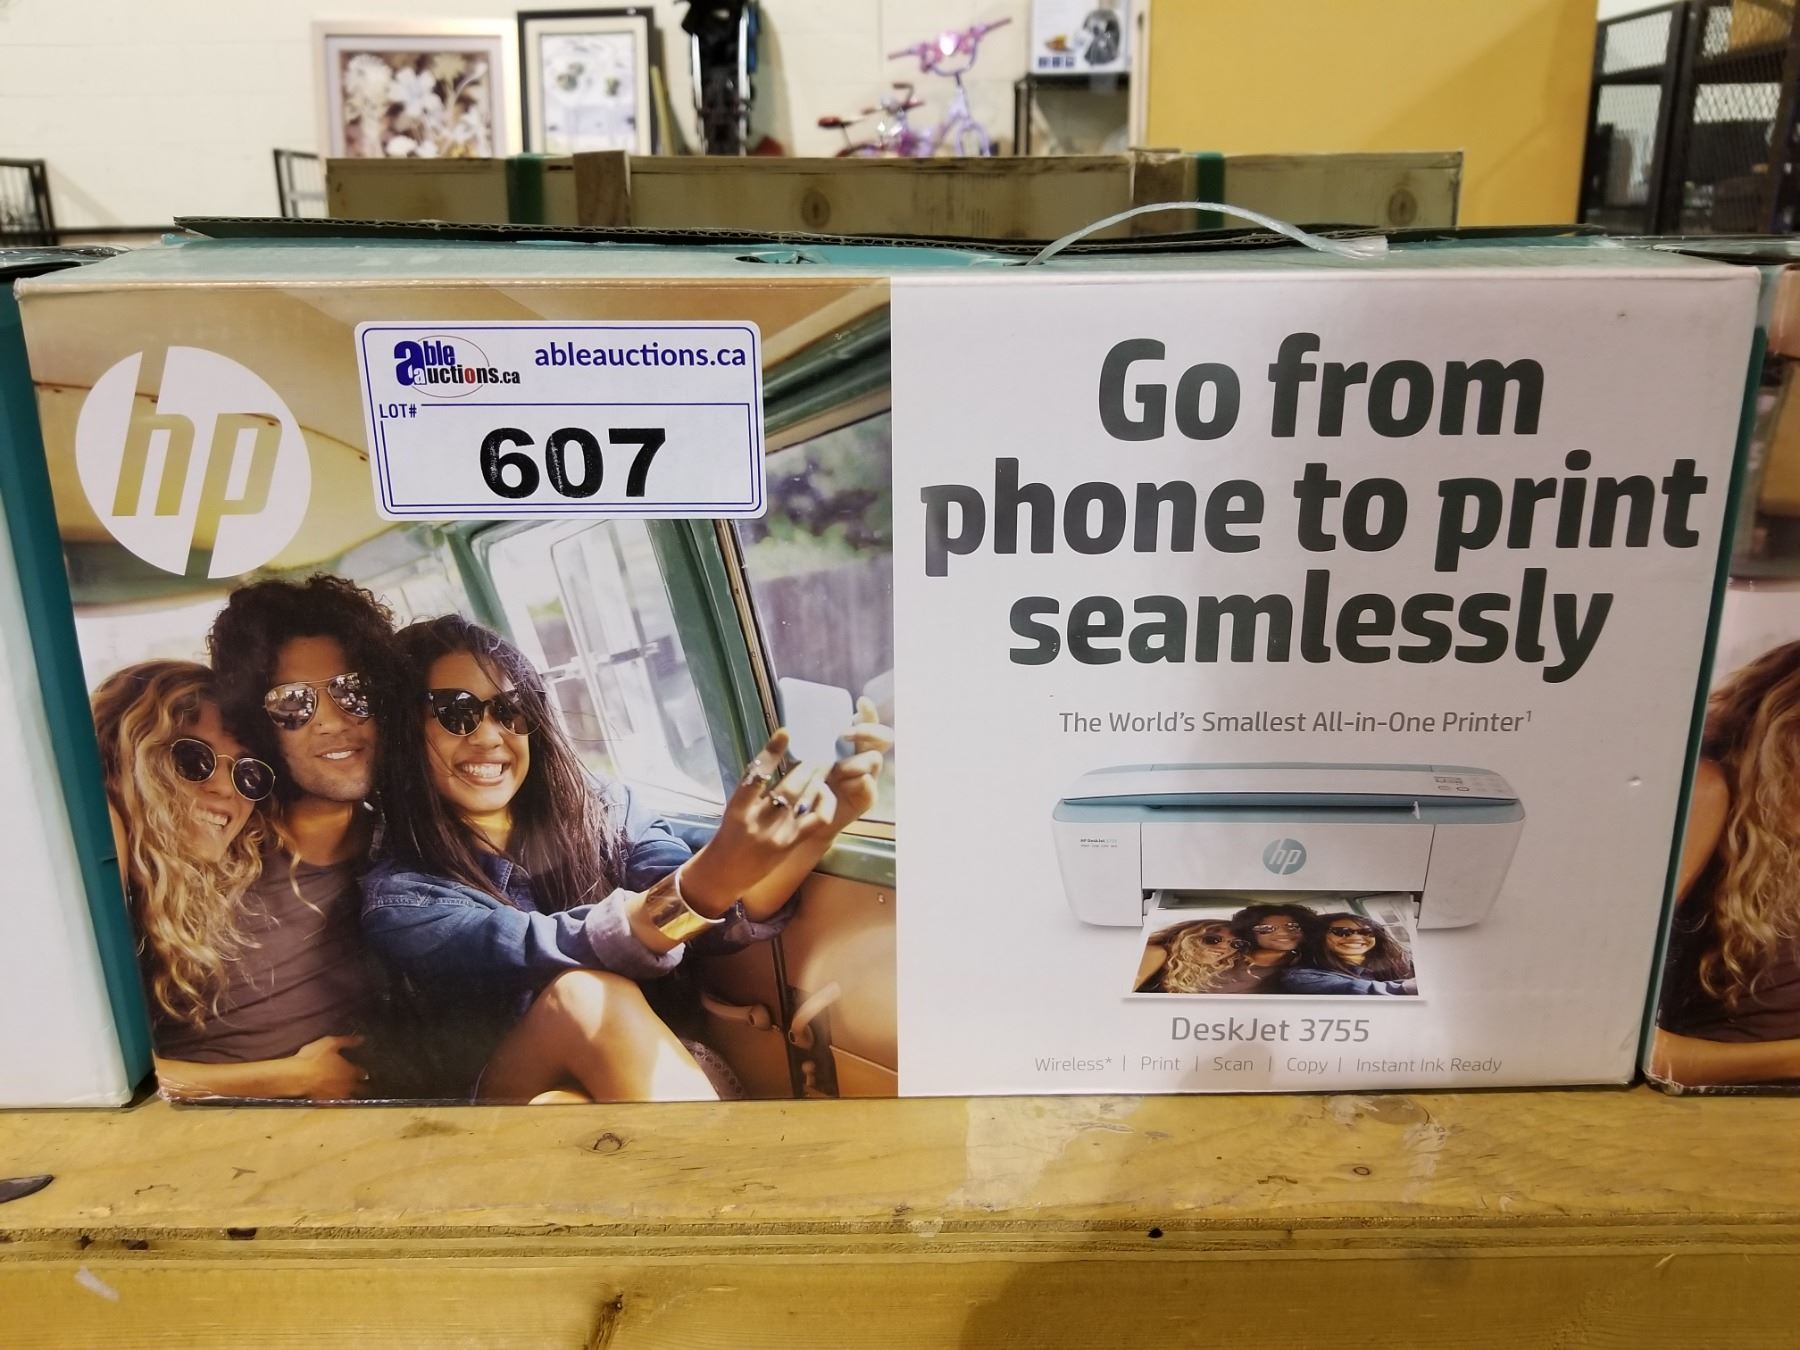 hp
able auctions.ca
ableauctions.ca
LOT#
607
Go from
phone to print
seamlessly
The World's Smallest All-in-One Printer¹
hp
DeskJet 3755
Wireless* | Print | Scan | Copy | Instant Ink Ready